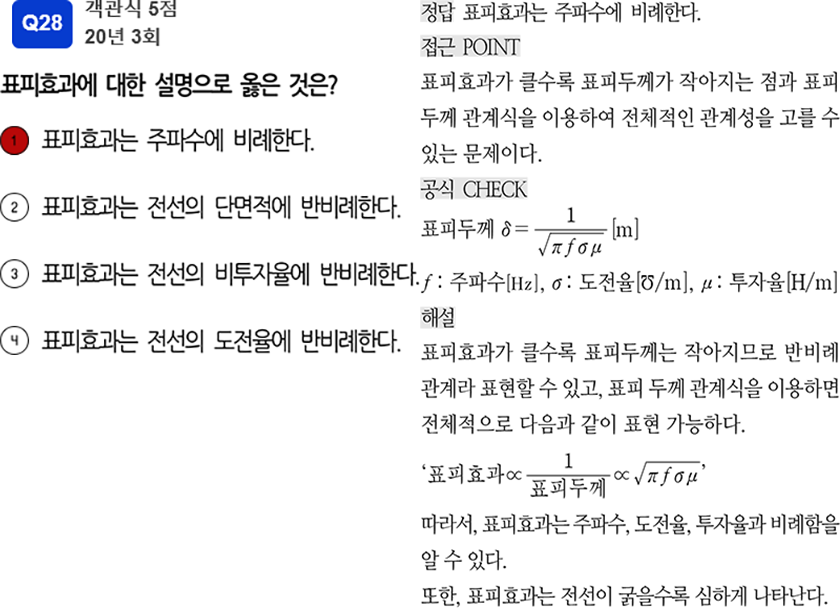 Q28
객관식 5점
20년 3회
표피효과에 대한 설명으로 옳은 것은?
1 표피효과는 주파수에 비례한다.
2 표피효과는 전선의 단면적에 반비례한다.
3 표피효과는 전선의 비투자율에 반비례한다.
4 표피효과는 전선의 도전율에 반비례한다.
정답 표피효과는 주파수에 비례한다.
접근 POINT
표피효과가 클수록 표피두께가 작아지는 점과 표피
두께 관계식을 이용하여 전체적인 관계성을 고를 수
있는 문제이다.
공식 CHECK
표피두께 δ = 1/√(πfσμ) [m]
f : 주파수[Hz], σ : 도전율[℧/m], μ : 투자율[H/m]
해설
표피효과가 클수록 표피두께는 작아지므로 반비례
관계라 표현할 수 있고, 표피 두께 관계식을 이용하면
전체적으로 다음과 같이 표현 가능하다.
‘표피효과∝ 1/표피두께 ∝ √(πfσμ)’
따라서, 표피효과는 주파수, 도전율, 투자율과 비례함을
알 수 있다.
또한, 표피효과는 전선이 굵을수록 심하게 나타난다.